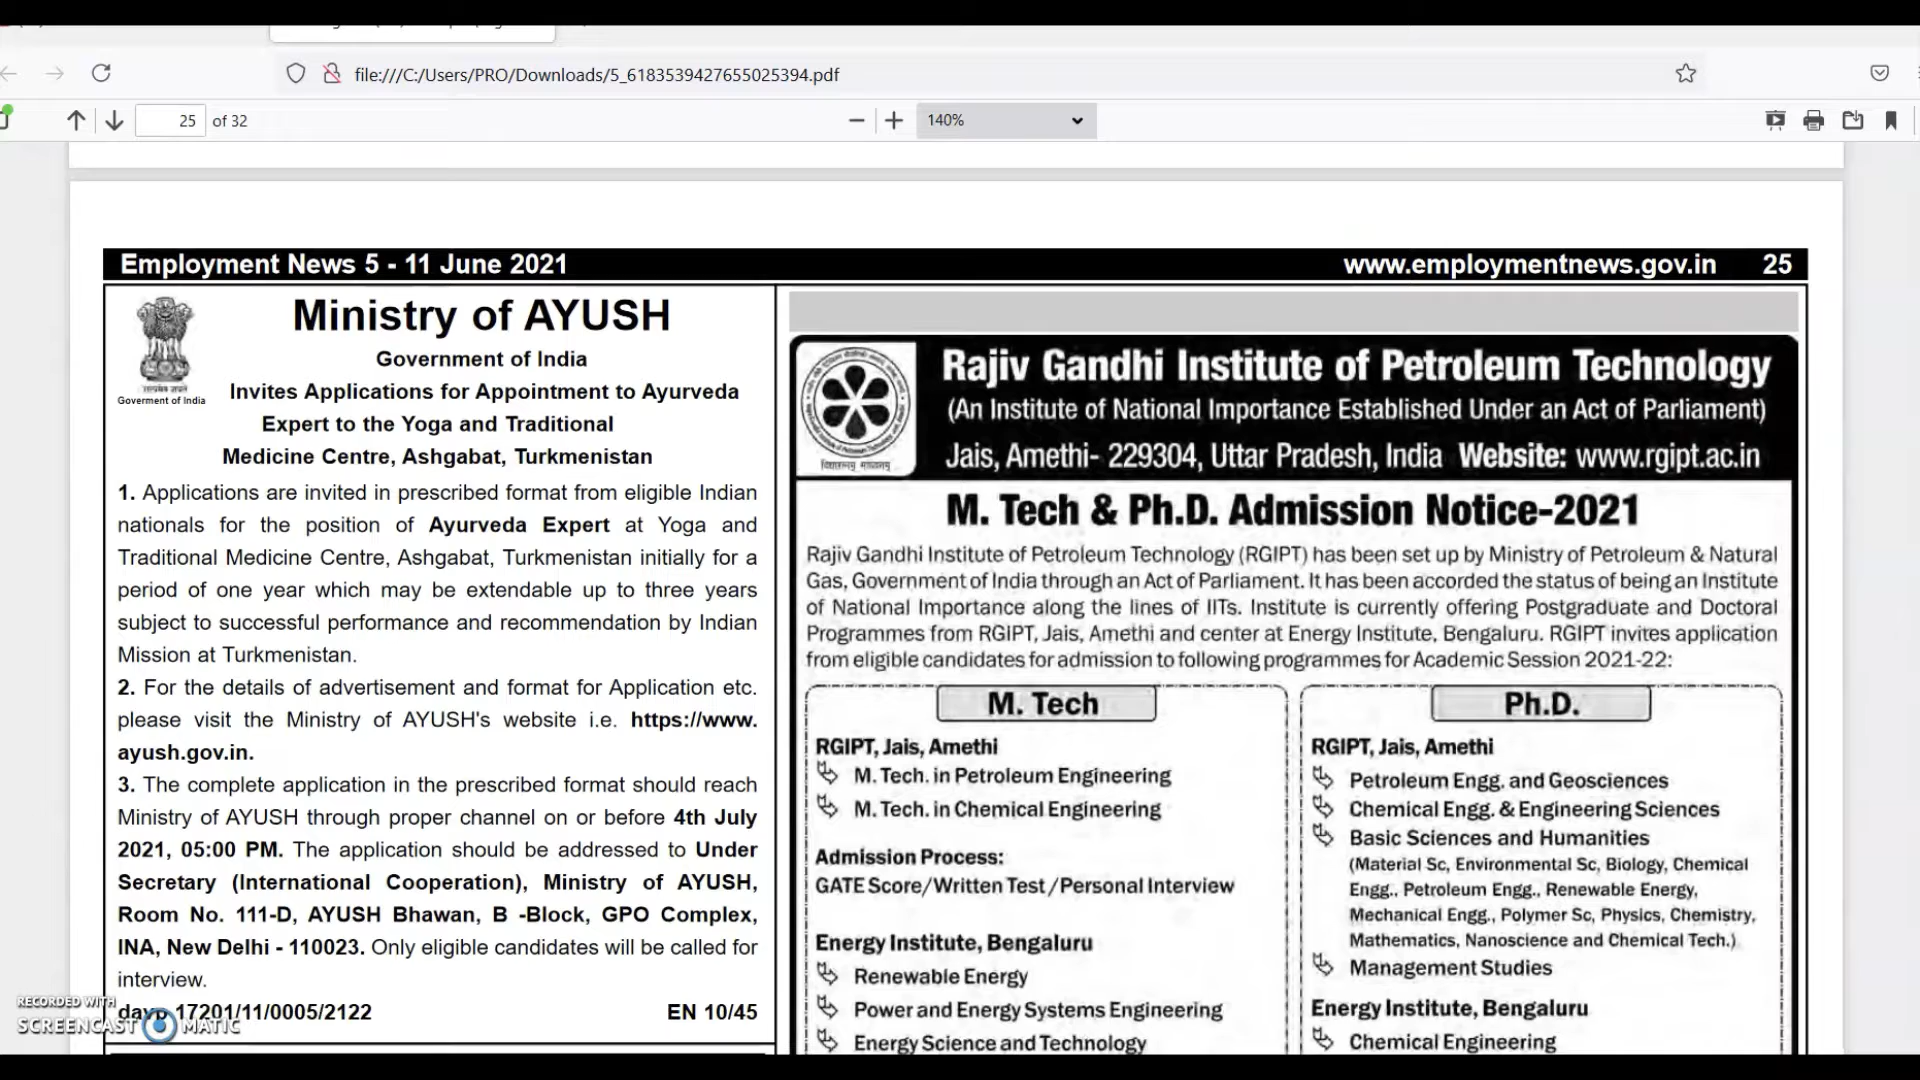 file:///C:/Users/PRO/Downloads/5_6183539427655025394.pdf
25 of 32
140%
Employment News 5 - 11 June 2021
www.employmentnews.gov.in 25
सत्यमेव जयते
Goverment of India
Ministry of AYUSH
Government of India
Invites Applications for Appointment to Ayurveda
Expert to the Yoga and Traditional
Medicine Centre, Ashgabat, Turkmenistan
1. Applications are invited in prescribed format from eligible Indian
nationals for the position of Ayurveda Expert at Yoga and
Traditional Medicine Centre, Ashgabat, Turkmenistan initially for a
period of one year which may be extendable up to three years
subject to successful performance and recommendation by Indian
Mission at Turkmenistan.
2. For the details of advertisement and format for Application etc.
please visit the Ministry of AYUSH's website i.e. https://www.
ayush.gov.in.
3. The complete application in the prescribed format should reach
Ministry of AYUSH through proper channel on or before 4th July
2021, 05:00 PM. The application should be addressed to Under
Secretary (International Cooperation), Ministry of AYUSH,
Room No. 111-D, AYUSH Bhawan, B -Block, GPO Complex,
INA, New Delhi - 110023. Only eligible candidates will be called for
interview.
davp 17201/11/0005/2122 EN 10/45
Rajiv Gandhi Institute of Petroleum Technology
(An Institute of National Importance Established Under an Act of Parliament)
Jais, Amethi- 229304, Uttar Pradesh, India Website: www.rgipt.ac.in
M. Tech & Ph.D. Admission Notice-2021
Rajiv Gandhi Institute of Petroleum Technology (RGIPT) has been set up by Ministry of Petroleum & Natural
Gas, Government of India through an Act of Parliament. It has been accorded the status of being an Institute
of National Importance along the lines of IITs. Institute is currently offering Postgraduate and Doctoral
Programmes from RGIPT, Jais, Amethi and center at Energy Institute, Bengaluru. RGIPT invites application
from eligible candidates for admission to following programmes for Academic Session 2021-22:
M. Tech
RGIPT, Jais, Amethi
M. Tech. in Petroleum Engineering
M. Tech. in Chemical Engineering
Admission Process:
GATE Score/Written Test/Personal Interview
Energy Institute, Bengaluru
Renewable Energy
Power and Energy Systems Engineering
Energy Science and Technology
Ph.D.
RGIPT, Jais, Amethi
Petroleum Engg. and Geosciences
Chemical Engg. & Engineering Sciences
Basic Sciences and Humanities
(Material Sc, Environmental Sc, Biology, Chemical
Engg., Petroleum Engg., Renewable Energy,
Mechanical Engg., Polymer Sc, Physics, Chemistry,
Mathematics, Nanoscience and Chemical Tech.)
Management Studies
Energy Institute, Bengaluru
Chemical Engineering
RECORDED WITH
SCREENCAST MATIC